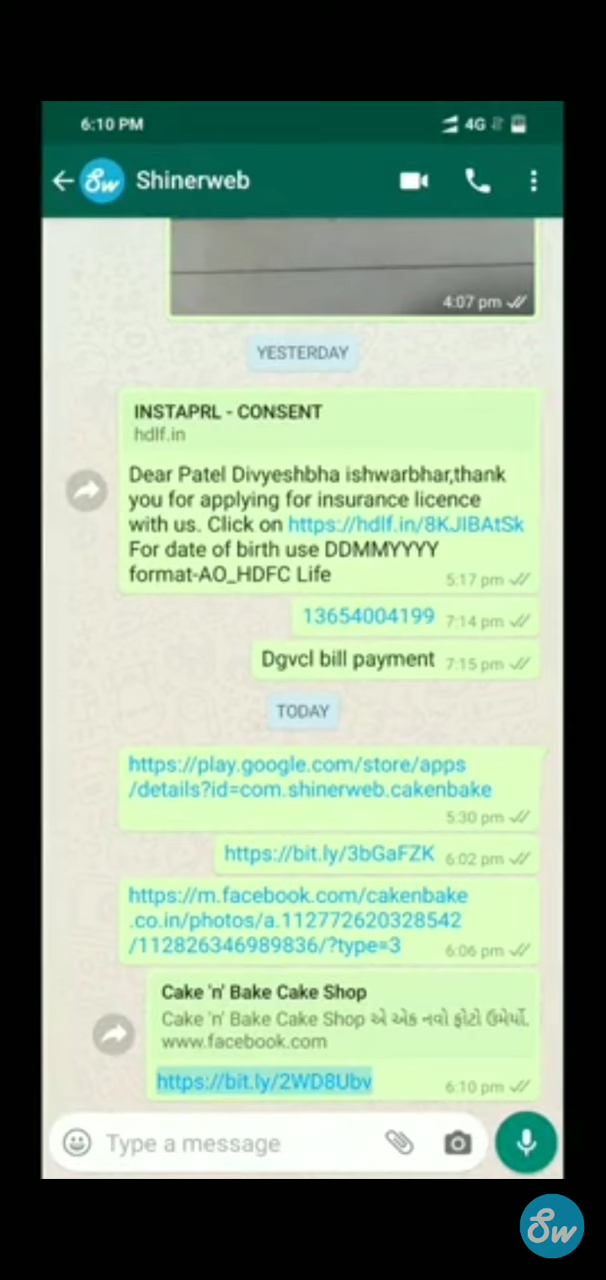 6:10 PM
4G
Sw
Shinerweb
4:07 pm
YESTERDAY
INSTAPRL - CONSENT
hdlf.in
Dear Patel Divyeshbha ishwarbhar,thank
you for applying for insurance licence
with us. Click on https://hdlf.in/8KJIBAtSk
For date of birth use DDMMYYYY
format-AO_HDFC Life
5:17 pm
13654004199 7:14 pm
Dgvcl bill payment 7:15 pm
TODAY
https://play.google.com/store/apps
/details?id=com.shinerweb.cakenbake
5:30 pm
https://bit.ly/3bGaFZK 6:02 pm
https://m.facebook.com/cakenbake
.co.in/photos/a.112772620328542
/112826346989836/?type=3 6:06 pm
Cake 'n' Bake Cake Shop
Cake 'n' Bake Cake Shop એ એક નવો ફોટો ઉમેર્યો.
www.facebook.com
https://bit.ly/2WD8Ubv 6:10 pm
Type a message
Sw